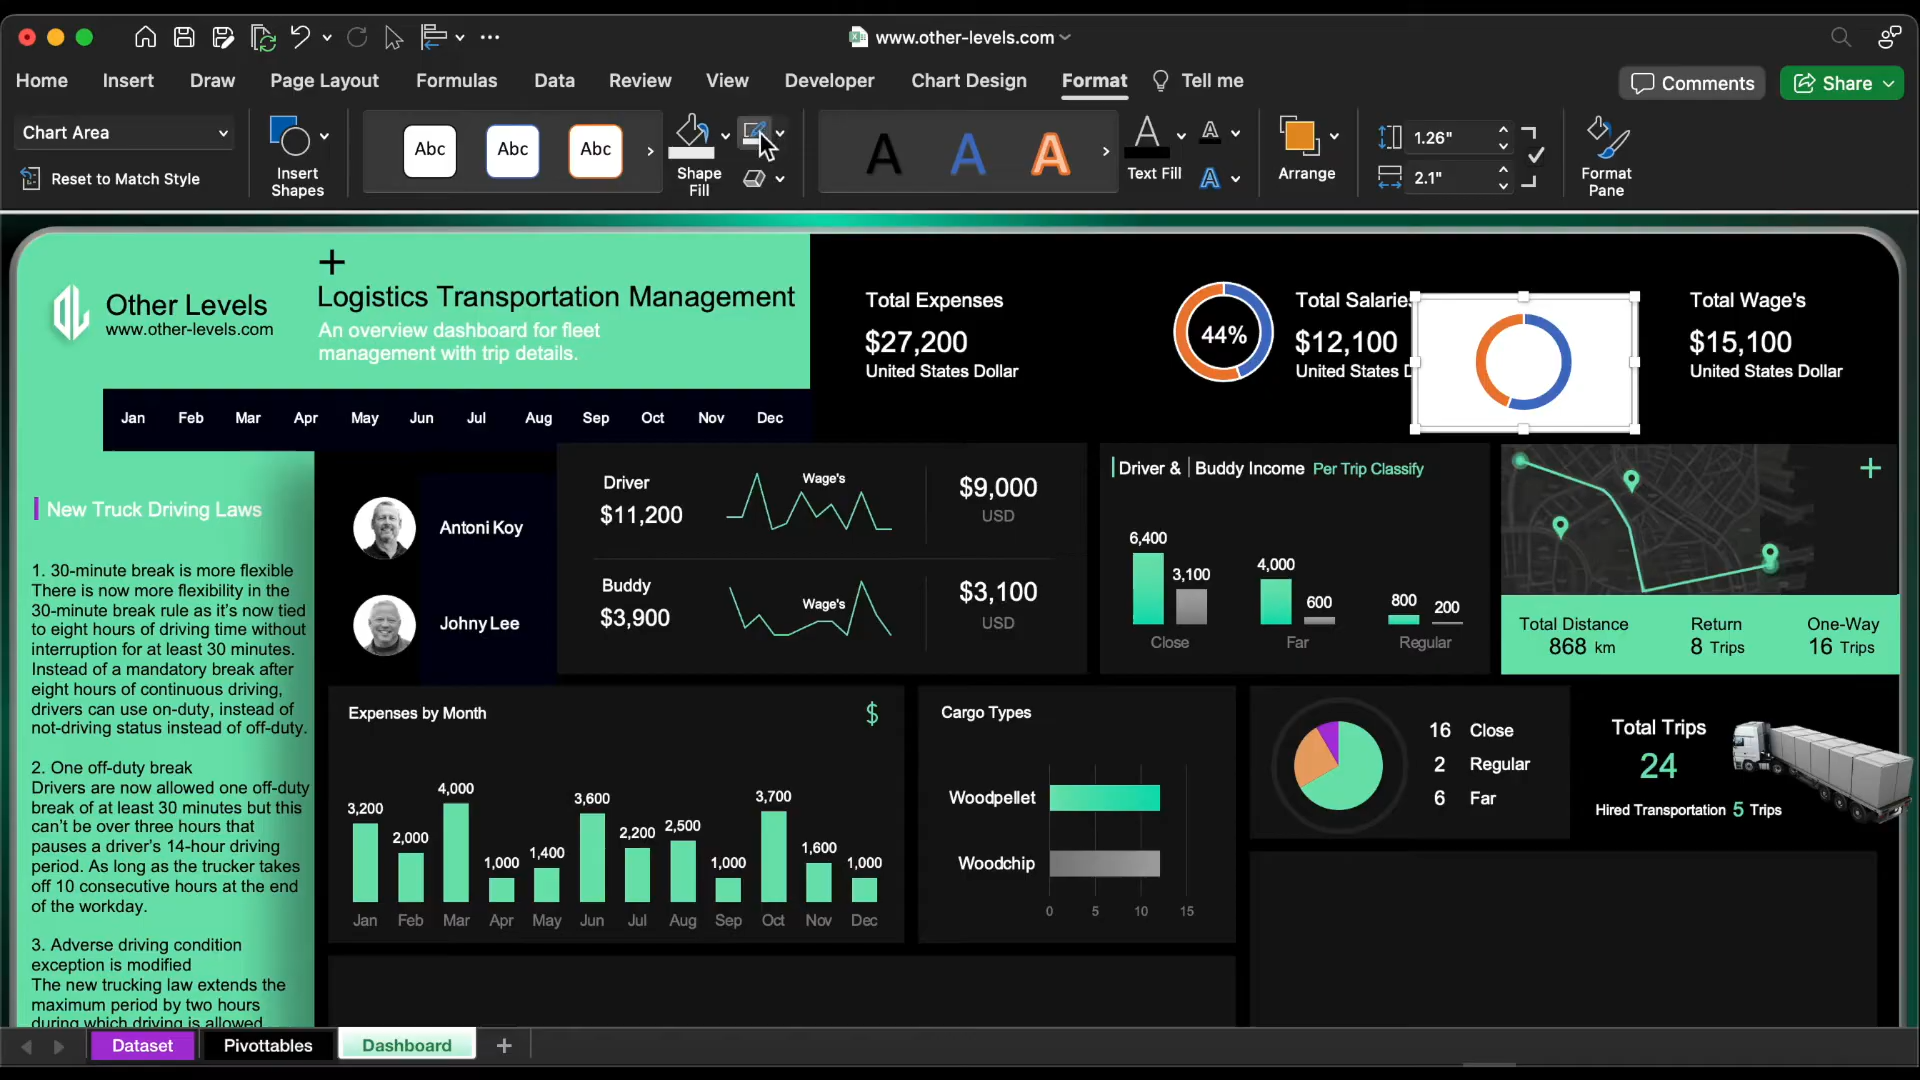 www.other-levels.com
Home Insert Draw Page Layout Formulas Data Review View Developer Chart Design Format Tell me Comments Share
Chart Area
Reset to Match Style
Insert
Shapes
Abc Abc Abc
Shape
Fill
A A A
Text Fill
Arrange
1.26"
2.1"
Format
Pane
Other Levels
www.other-levels.com
Logistics Transportation Management
An overview dashboard for fleet
management with trip details.
Total Expenses
$27,200
United States Dollar
44%
Total Salarie
$12,100
United States D
Total Wage's
$15,100
United States Dollar
Jan Feb Mar Apr May Jun Jul Aug Sep Oct Nov Dec
New Truck Driving Laws
1. 30-minute break is more flexible
There is now more flexibility in the
30-minute break rule as it's now tied
to eight hours of driving time without
interruption for at least 30 minutes.
Instead of a mandatory break after
eight hours of continuous driving,
drivers can use on-duty, instead of
not-driving status instead of off-duty.
2. One off-duty break
Drivers are now allowed one off-duty
break of at least 30 minutes but this
can't be over three hours that
pauses a driver's 14-hour driving
period. As long as the trucker takes
off 10 consecutive hours at the end
of the workday.
3. Adverse driving condition
exception is modified
The new trucking law extends the
maximum period by two hours
during which driving is allowed
Antoni Koy
Johny Lee
Driver
$11,200
Wage's
$9,000
USD
Buddy
$3,900
Wage's
$3,100
USD
Driver & Buddy Income Per Trip Classify
6,400
3,100
4,000
600
800
200
Close Far Regular
Total Distance
868 km
Return
8 Trips
One-Way
16 Trips
Expenses by Month
$
3,200 2,000 4,000 1,000 1,400 3,600 2,200 2,500 1,000 3,700 1,600 1,000
Jan Feb Mar Apr May Jun Jul Aug Sep Oct Nov Dec
Cargo Types
Woodpellet
Woodchip
0 5 10 15
16 Close
2 Regular
6 Far
Total Trips
24
Hired Transportation 5 Trips
Dataset Pivottables Dashboard